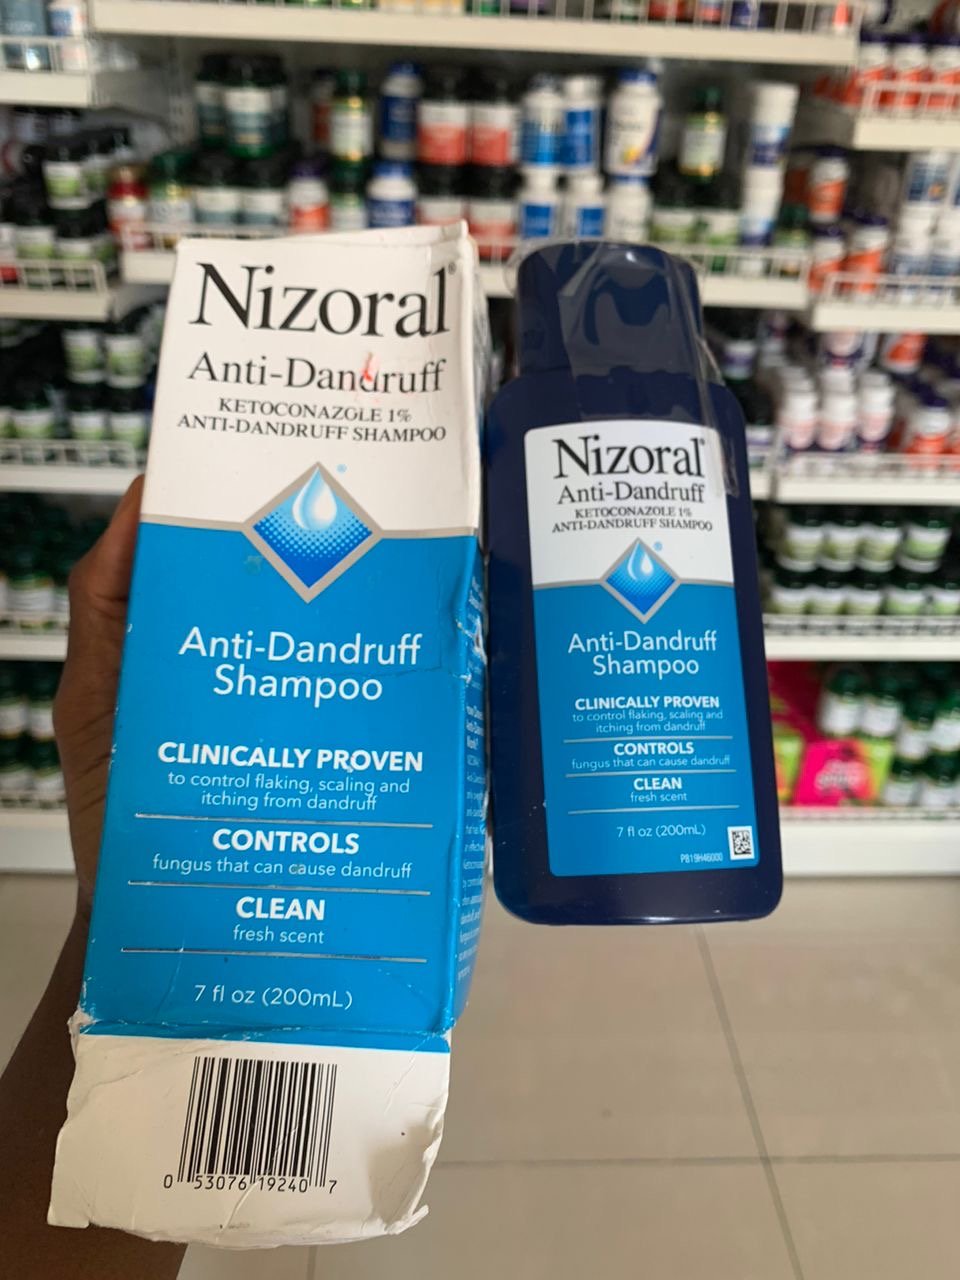 Nizoral®
Anti-Dandruff
KETOCONAZOLE 1%
ANTI-DANDRUFF SHAMPOO
®
Anti-Dandruff
Shampoo
CLINICALLY PROVEN
to control flaking, scaling and
itching from dandruff
CONTROLS
fungus that can cause dandruff
CLEAN
fresh scent
7 fl oz (200mL)
0 53076 19240 7
Nizoral®
Anti-Dandruff
KETOCONAZOLE 1%
ANTI-DANDRUFF SHAMPOO
®
Anti-Dandruff
Shampoo
CLINICALLY PROVEN
to control flaking, scaling and
itching from dandruff
CONTROLS
fungus that can cause dandruff
CLEAN
fresh scent
7 fl oz (200mL)
P819H46000